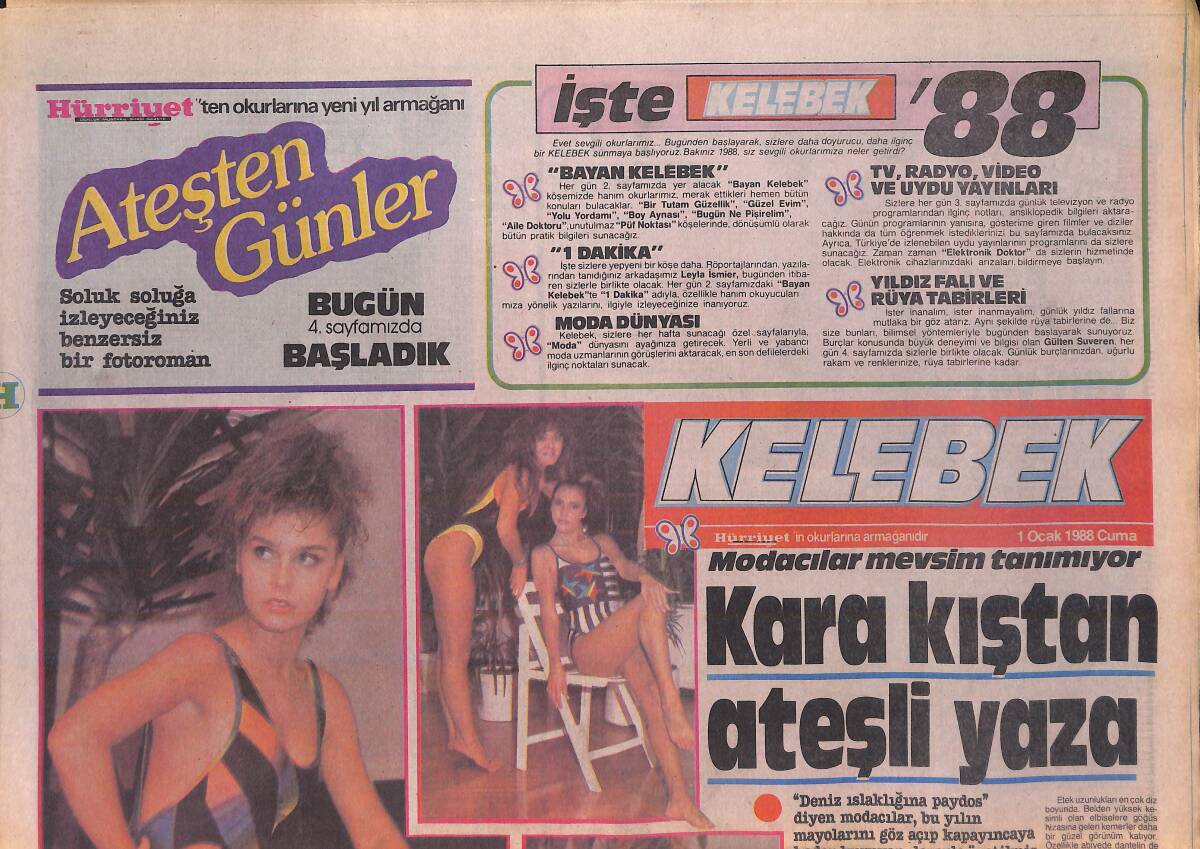 Hürriyet'ten okurlarına yeni yıl armağanı
Ateşten
Günler
Soluk soluğa
izleyeceğiniz
benzersiz
bir fotoroman
BUGÜN
4. sayfamızda
BAŞLADIK
İşte KELEBEK '88
Evet sevgili okurlarımız... Bugünden başlayarak, sizlere daha doyurucu, daha ilginç
bir KELEBEK sunmaya başlıyoruz. Bakınız 1988, siz sevgili okurlarımıza neler getirdi?
"BAYAN KELEBEK"
Her gün 2. sayfamızda yer alacak "Bayan Kelebek"
köşemizde hanım okurlarımız, merak ettikleri hemen bütün
konuları bulacaklar. "Bir Tutam Güzellik", "Güzel Evim",
"Yolu Yordamı", "Boy Aynası", "Bugün Ne Pişirelim",
"Aile Doktoru", unutulmaz "Püf Noktası" köşelerinde, dönüşümlü olarak
bütün pratik bilgileri sunacağız.
"1 DAKİKA"
İşte sizlere yepyeni bir köşe daha. Röportajlarından, yazıla-
rından tanıdığınız arkadaşımız Leyla İsmier, bugünden itiba-
ren sizlerle birlikte olacak. Her gün 2. sayfamızdaki "Bayan
Kelebek"te "1 Dakika" adıyla, özellikle hanım okuyucuları
mıza yönelik yazılarını, ilgiyle izleyeceğinize inanıyoruz.
MODA DÜNYASI
Kelebek, sizlere her hafta sunacağı özel sayfalarıyla,
"Moda" dünyasını ayağınıza getirecek. Yerli ve yabancı
moda uzmanlarının görüşlerini aktaracak, en son defilelerdeki
ilginç noktaları sunacak.
TV, RADYO, VİDEO
VE UYDU YAYINLARI
Sizlere her gün 3. sayfamızda günlük televizyon ve radyo
programlarından ilginç notları, ansiklopedik bilgileri aktara-
cağız. Günün programlarının yanısıra, gösterime giren filmler ve diziler
hakkında da tüm öğrenmek istediklerinizi bu sayfamızda bulacaksınız.
Ayrıca, Türkiye'de izlenebilen uydu yayınlarının programlarını da sizlere
sunacağız. Zaman zaman "Elektronik Doktor" da sizlerin hizmetinde
olacak. Elektronik cihazlarınızdaki arızaları, bildirmeye başlayın.
YILDIZ FALI VE
RÜYA TABİRLERİ
İster inanalım, ister inanmayalım, günlük yıldız fallarına
mutlaka bir göz atarız. Aynı şekilde rüya tabirlerine de.. Biz
size bunları, bilimsel yöntemleriyle bugünden başlayarak sunuyoruz.
Burçlar konusunda büyük deneyimi ve bilgisi olan Gülten Suveren, her
gün 4. sayfamızda sizlerle birlikte olacak. Günlük burçlarınızdan, uğurlu
rakam ve renklerinize, rüya tabirlerine kadar.
KELEBEK
Hürriyet'in okurlarına armağanıdır
1 Ocak 1988 Cuma
Modacılar mevsim tanımıyor
Kara kıştan
ateşli yaza
"Deniz ıslaklığına paydos"
diyen modacılar, bu yılın
mayolarını göz açıp kapayıncaya
Etek uzunlukları en çok diz
boyunda. Belden yüksek ke-
simli olan elbiselere göğüs
hizasına gelen kemerler daha
bir güzel görünüm katıyor.
Özellikle abiyede dantelin de